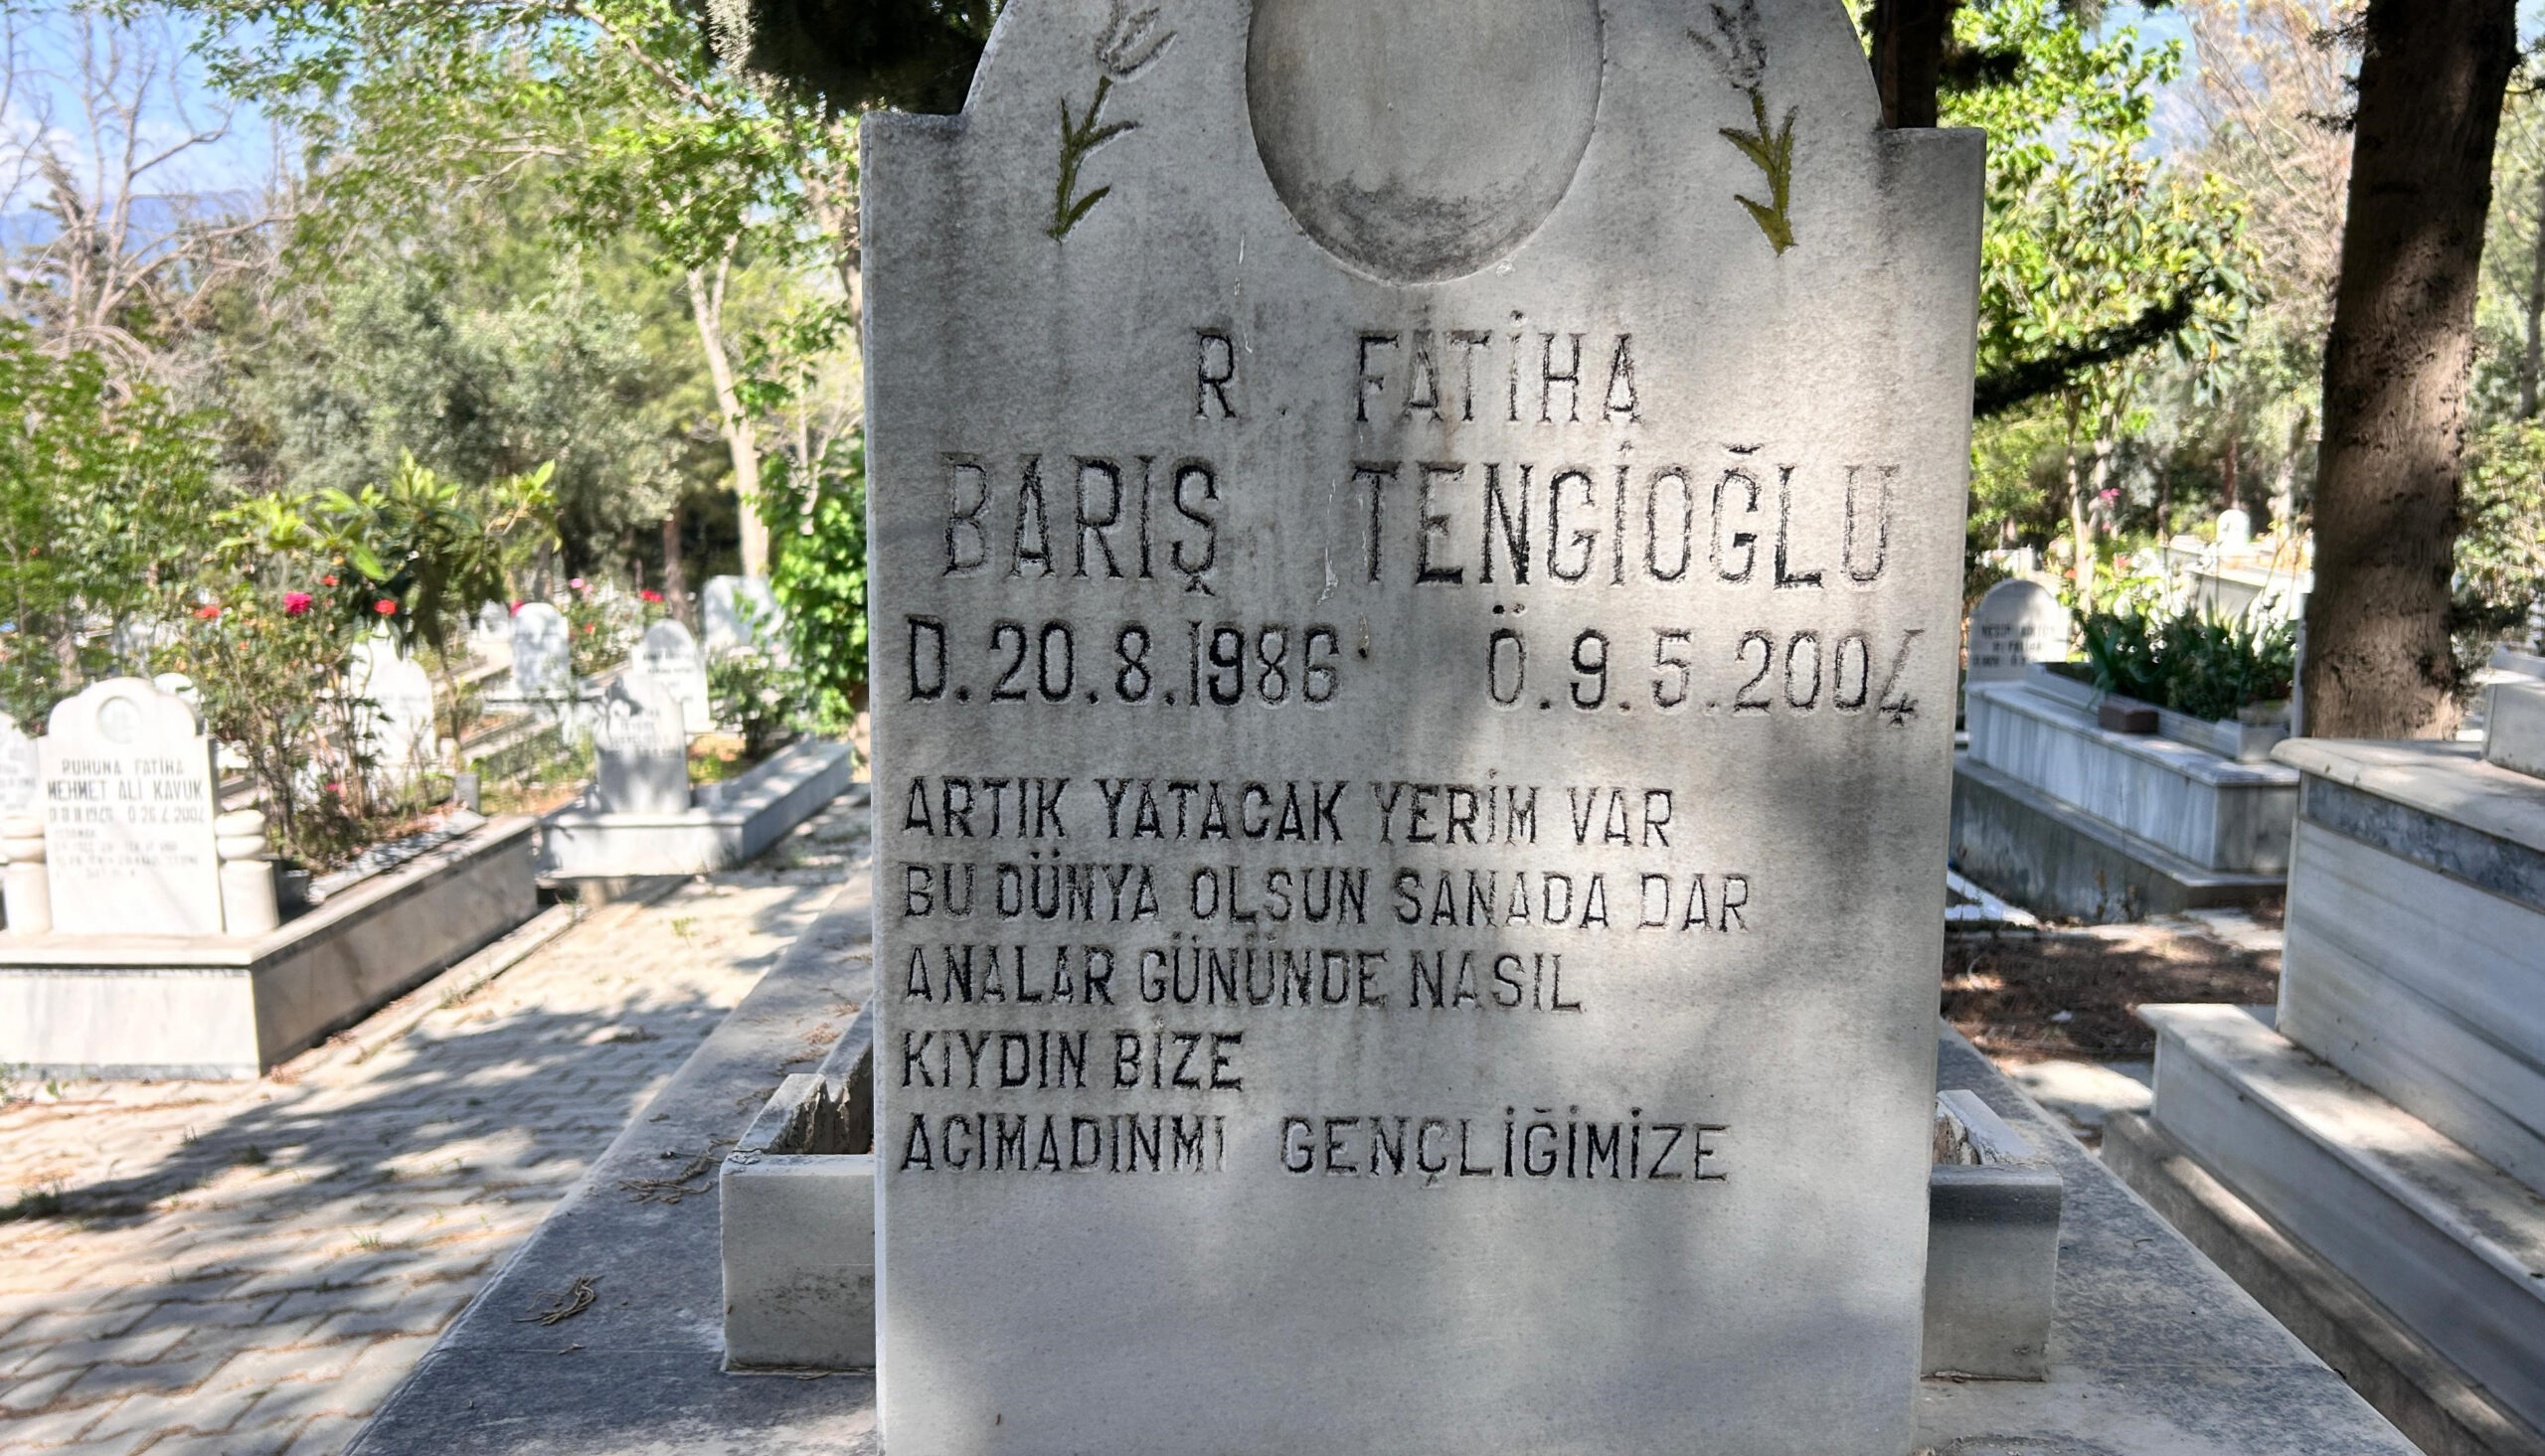 R. FATİHA
BARIŞ TENGİOĞLU
D.20.8.1986 Ö.9.5.2004
ARTIK YATACAK YERİM VAR
BU DÜNYA OLSUN SANADA DAR
ANALAR GÜNÜNDE NASIL
KIYDIN BİZE
ACIMADINMI GENÇLİĞİMİZE
RUHUNA FATİHA
MEHMET ALİ KAVUK